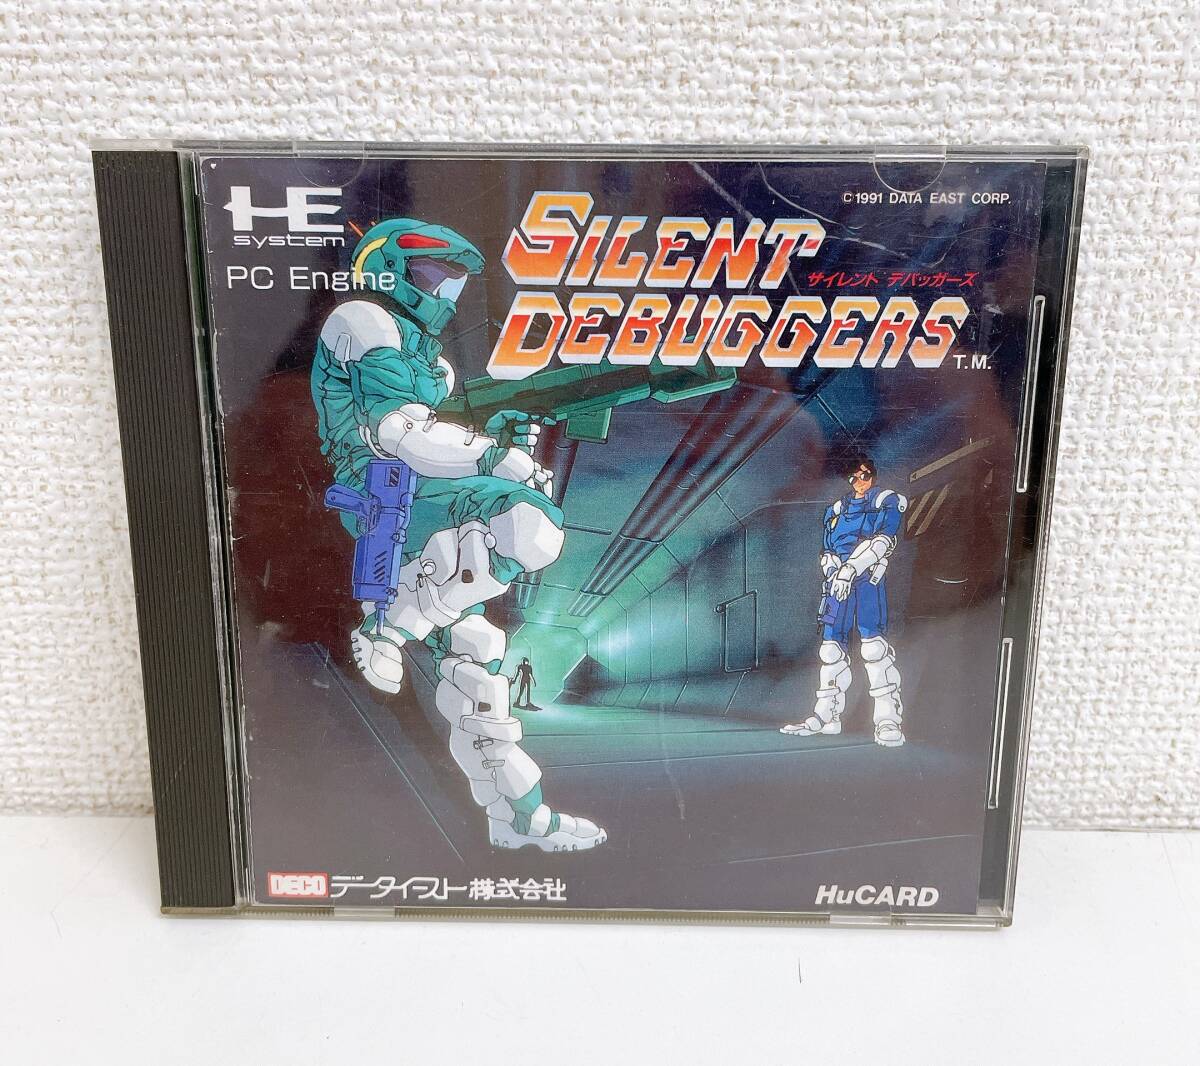 HE
system
PC Engine
©1991 DATA EAST CORP.
SILENT
サイレント デバッガーズ
DEBUGGERS
T.M.
DECO データイースト株式会社
HuCARD